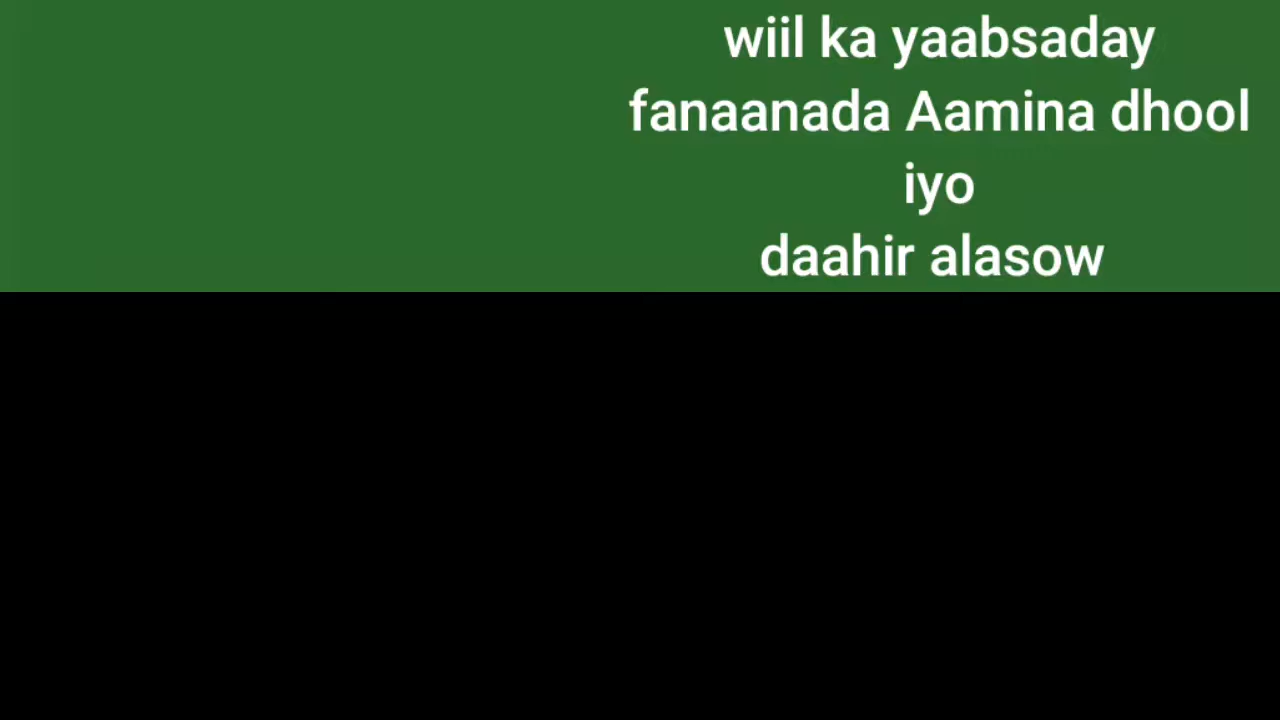 wiil ka yaabsaday
fanaanada Aamina dhool
iyo
daahir alasow